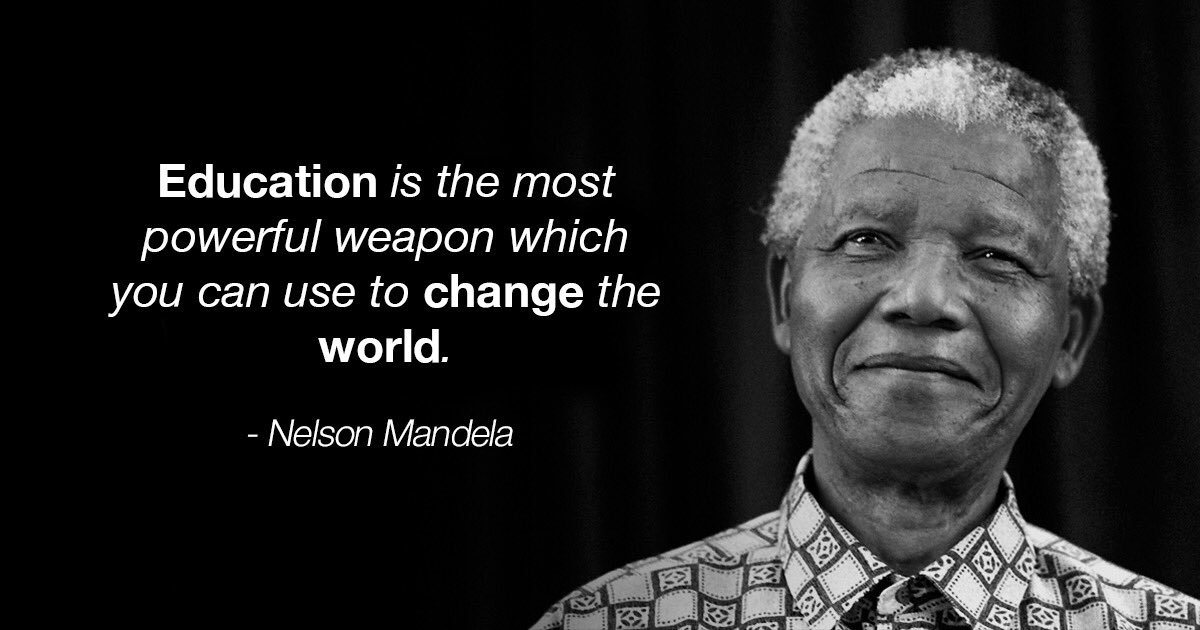 Education is the most
powerful weapon which
you can use to change the
world.
- Nelson Mandela